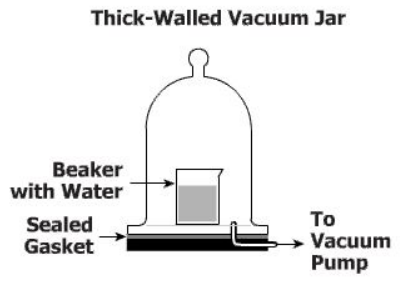 Thick-Walled Vacuum Jar
Beaker
with Water
Sealed
Gasket
To
Vacuum
Pump